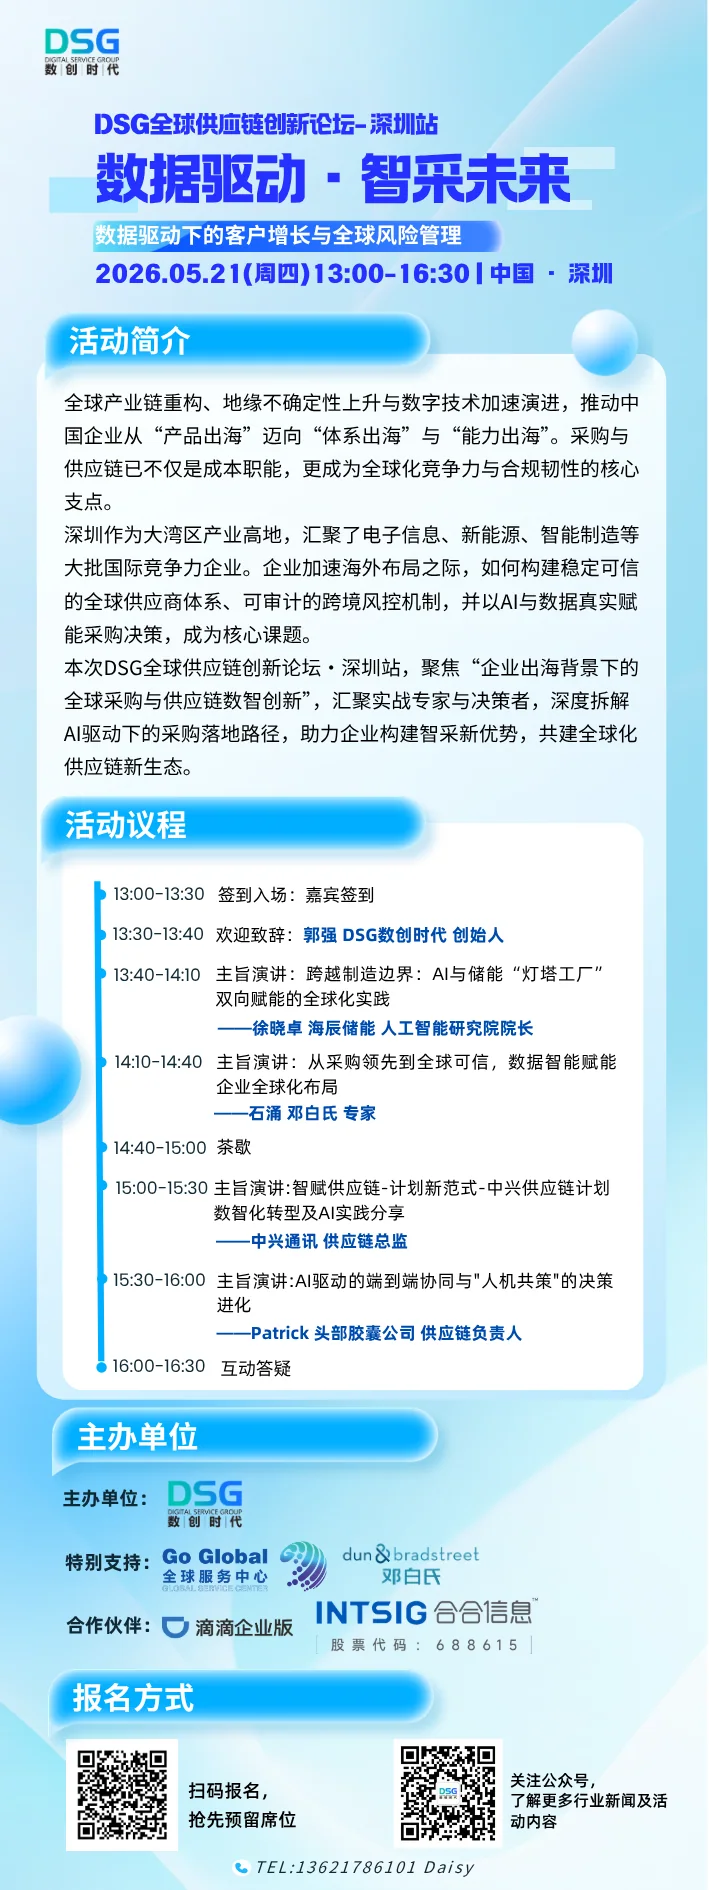 DSG
DIGITAL SERVICE GROUP
数|创|时|代
DSG全球供应链创新论坛-深圳站
数据驱动·智采未来
数据驱动下的客户增长与全球风险管理
2026.05.21(周四)13:00-16:30 | 中国 · 深圳
活动简介
全球产业链重构、地缘不确定性上升与数字技术加速演进，推动中
国企业从“产品出海”迈向“体系出海”与“能力出海”。采购与
供应链已不仅是成本职能，更成为全球化竞争力与合规韧性的核心
支点。
深圳作为大湾区产业高地，汇聚了电子信息、新能源、智能制造等
大批国际竞争力企业。企业加速海外布局之际，如何构建稳定可信
的全球供应商体系、可审计的跨境风控机制，并以AI与数据真实赋
能采购决策，成为核心课题。
本次DSG全球供应链创新论坛·深圳站，聚焦“企业出海背景下的
全球采购与供应链数智创新”，汇聚实战专家与决策者，深度拆解
AI驱动下的采购落地路径，助力企业构建智采新优势，共建全球化
供应链新生态。
活动议程
13:00-13:30 签到入场：嘉宾签到
13:30-13:40 欢迎致辞：郭强 DSG数创时代 创始人
13:40-14:10 主旨演讲：跨越制造边界：AI与储能“灯塔工厂”
双向赋能的全球化实践
——徐晓卓 海辰储能 人工智能研究院院长
14:10-14:40 主旨演讲：从采购领先到全球可信，数据智能赋能
企业全球化布局
——石涌 邓白氏 专家
14:40-15:00 茶歇
15:00-15:30 主旨演讲:智赋供应链-计划新范式-中兴供应链计划
数智化转型及AI实践分享
——中兴通讯 供应链总监
15:30-16:00 主旨演讲:AI驱动的端到端协同与"人机共策"的决策
进化
——Patrick 头部胶囊公司 供应链负责人
16:00-16:30 互动答疑
主办单位
主办单位：
DSG
DIGITAL SERVICE GROUP
数|创|时|代
特别支持：
Go Global
全球服务中心
GLOBAL SERVICE CENTER
dun & bradstreet
邓白氏
合作伙伴：
滴滴企业版
INTSIG 合合信息™
股票代码：688615
报名方式
扫码报名，
抢先预留席位
DSG
关注公众号，
了解更多行业新闻及活
动内容
TEL:13621786101 Daisy